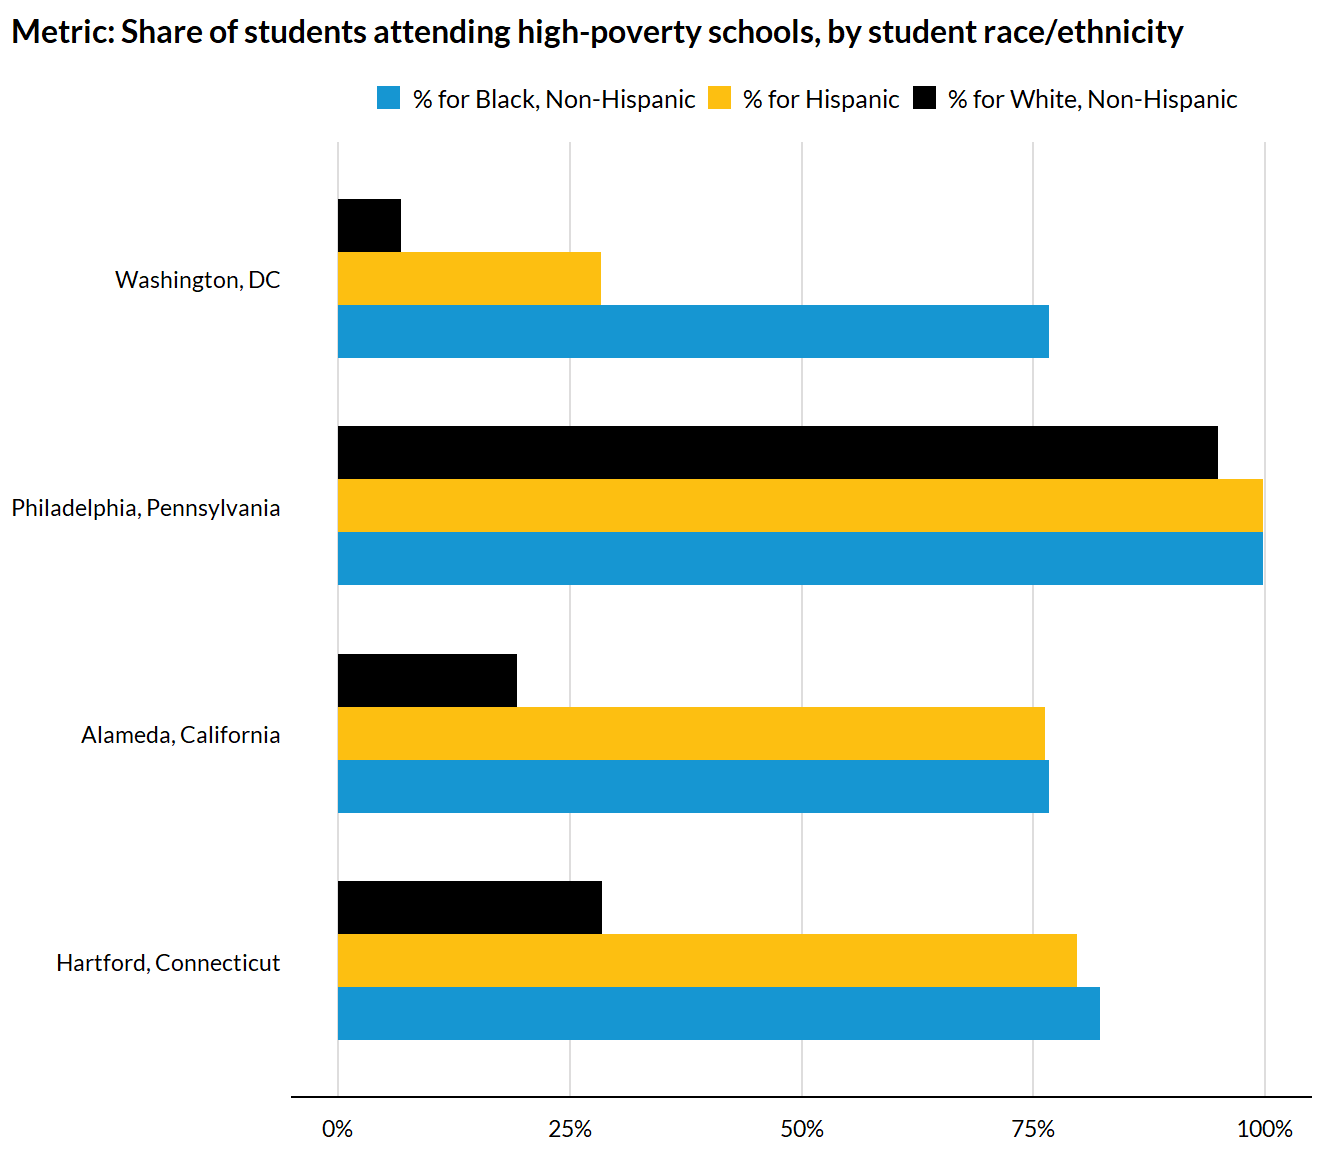 Metric: Share of students attending high-poverty schools, by student race/ethnicity
% for Black, Non-Hispanic % for Hispanic % for White, Non-Hispanic
Washington, DC
Philadelphia, Pennsylvania
Alameda, California
Hartford, Connecticut
0% 25% 50% 75% 100%